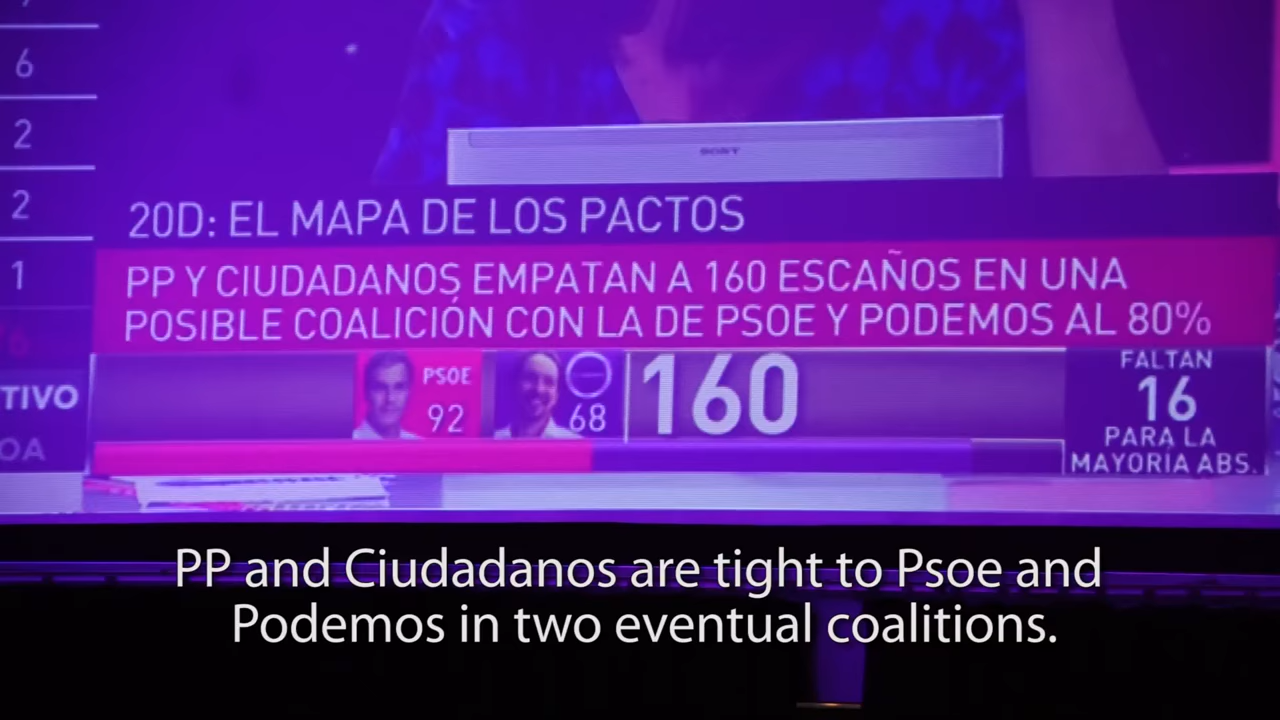 6
2
2
1
TIVO
OA
SONY
20D: EL MAPA DE LOS PACTOS
PP Y CIUDADANOS EMPATAN A 160 ESCAÑOS EN UNA
POSIBLE COALICIÓN CON LA DE PSOE Y PODEMOS AL 80%
PSOE
92
68
160
FALTAN
16
PARA LA
MAYORÍA ABS.
PP and Ciudadanos are tight to Psoe and
Podemos in two eventual coalitions.